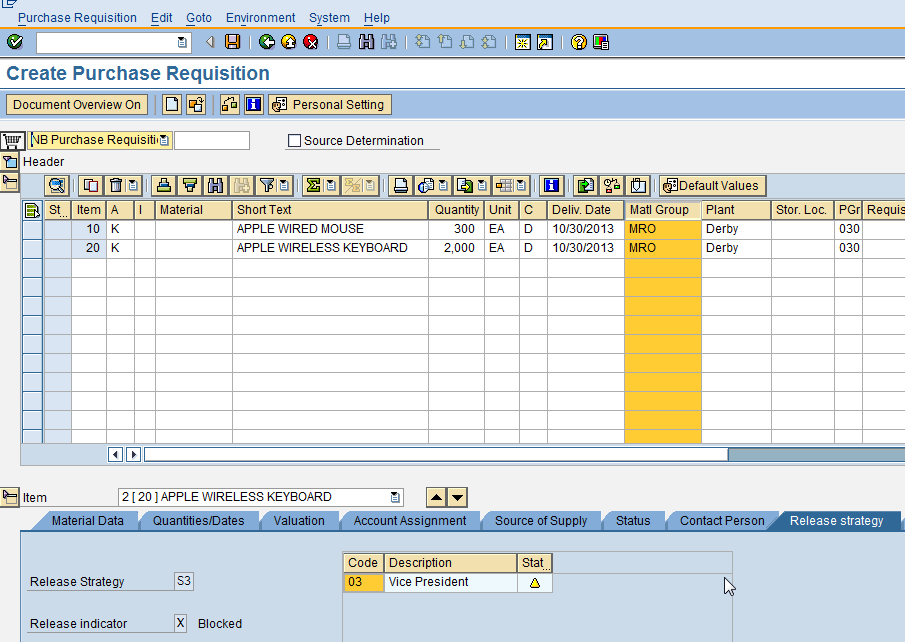 Purchase Requisition Edit Goto Environment System Help
Create Purchase Requisition
Document Overview On Personal Setting
NB Purchase Requisiti Source Determination
Header
Default Values
St... Item A I Material Short Text Quantity Unit C Deliv. Date Matl Group Plant Stor. Loc. PGr Requis
10 K APPLE WIRED MOUSE 300 EA D 10/30/2013 MRO Derby 030
20 K APPLE WIRELESS KEYBOARD 2,000 EA D 10/30/2013 MRO Derby 030
Item 2 [ 20 ] APPLE WIRELESS KEYBOARD
Material Data Quantities/Dates Valuation Account Assignment Source of Supply Status Contact Person Release strategy
Code Description Stat...
Release Strategy S3 03 Vice President
Release indicator X Blocked